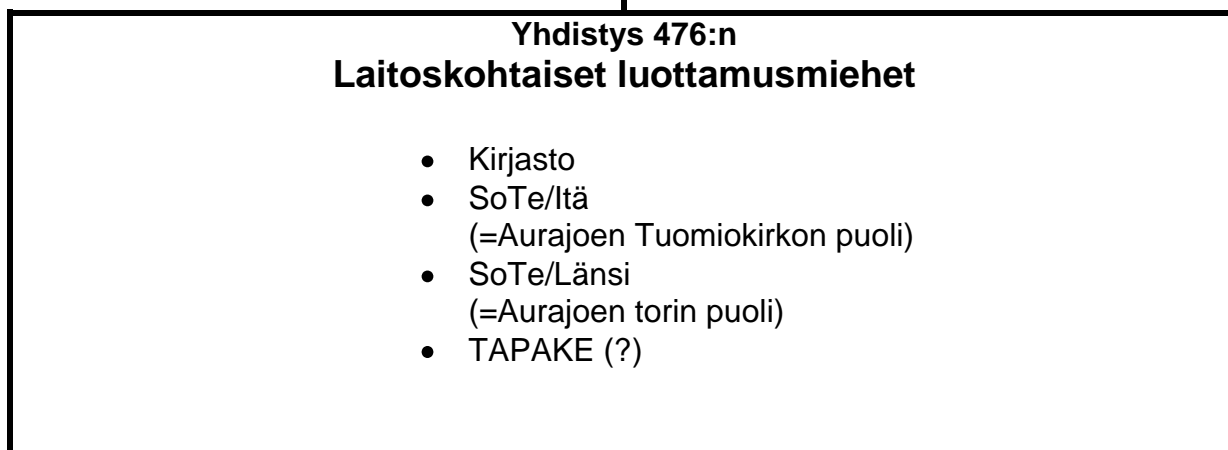 Yhdistys 476:n
Laitoskohtaiset luottamusmiehet
• Kirjasto
• SoTe/Itä
(=Aurajoen Tuomiokirkon puoli)
• SoTe/Länsi
(=Aurajoen torin puoli)
• TAPAKE (?)